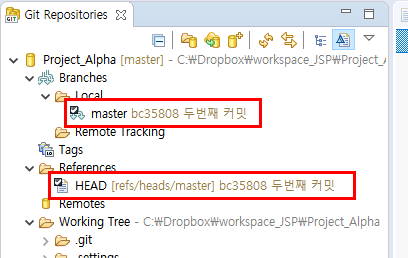 Git Repositories
GIT
Project_Alpha [master] - C:₩Dropbox₩workspace_JSP₩Project_A
Branches
Local
master bc35808 두번째 커밋
Remote Tracking
Tags
References
HEAD [refs/heads/master] bc35808 두번째 커밋
Remotes
Working Tree - C:₩Dropbox₩workspace_JSP₩Project_Alpha
.git
.settings